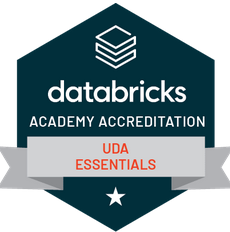 databricks
ACADEMY ACCREDITATION
UDA
ESSENTIALS